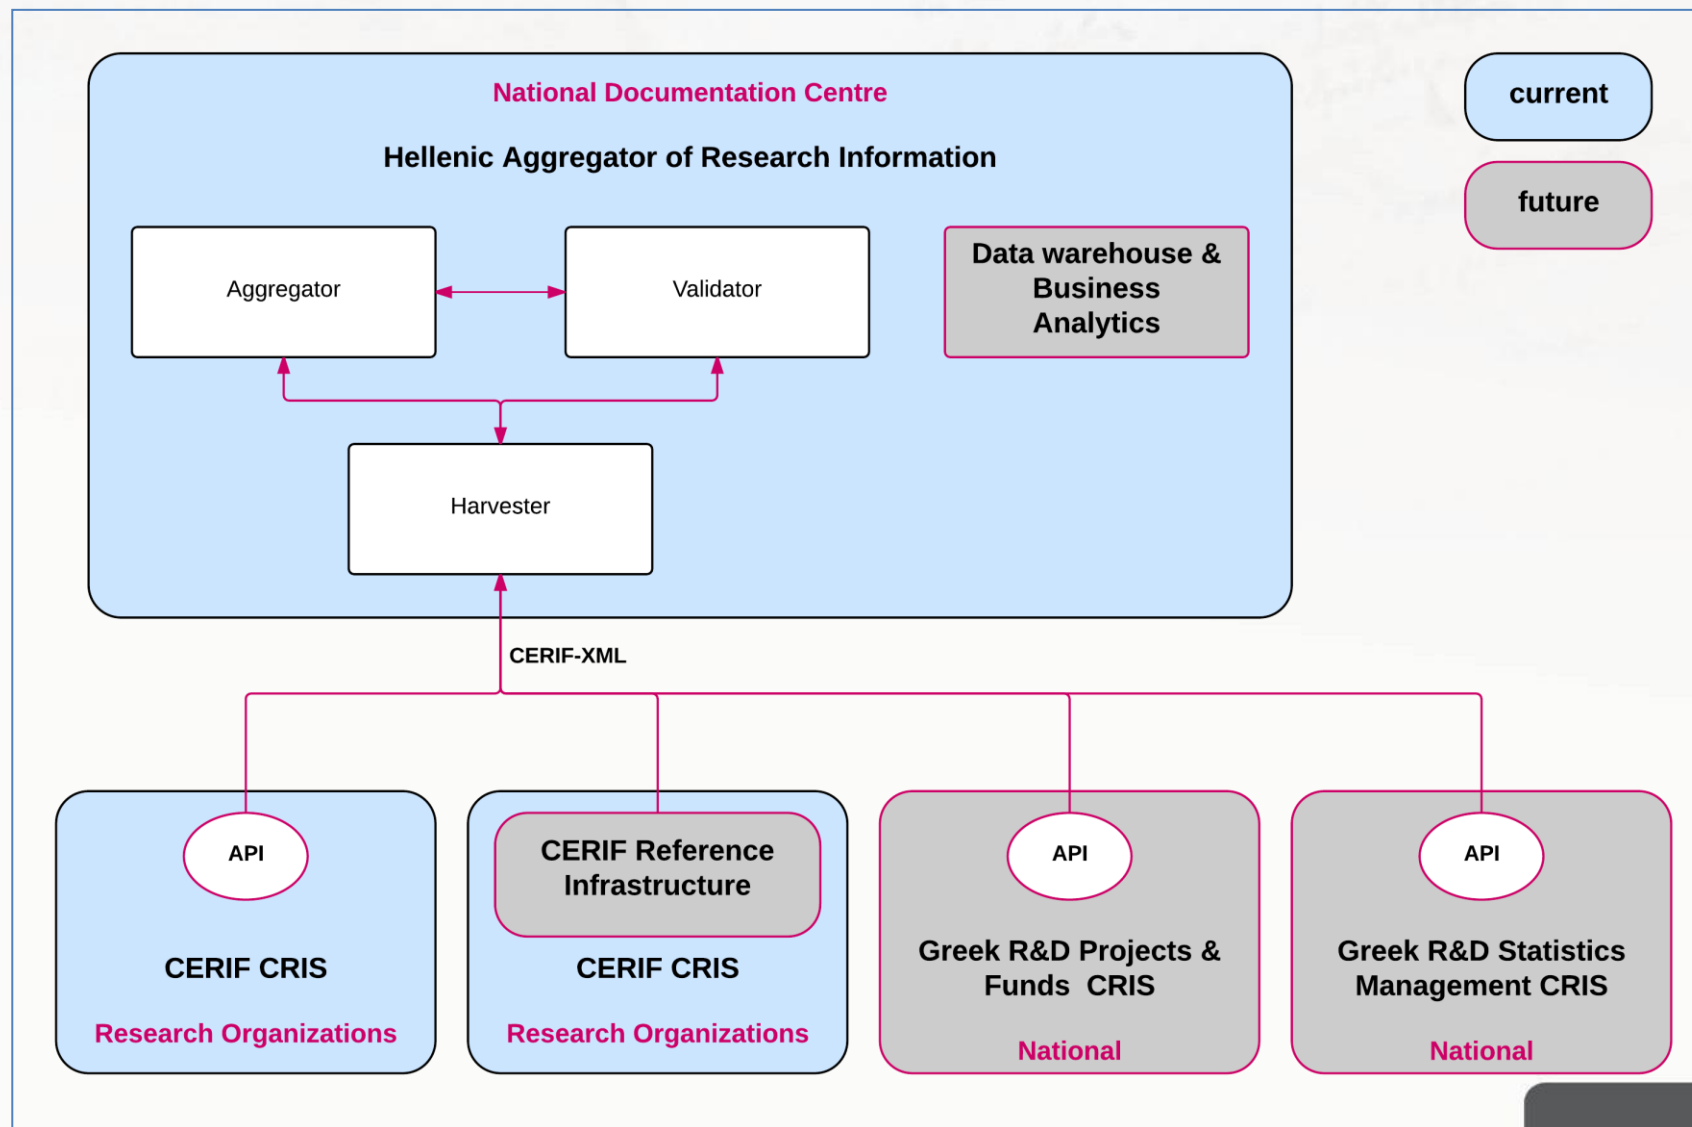 National Documentation Centre
current
Hellenic Aggregator of Research Information
future
Aggregator
Validator
Data warehouse &
Business
Analytics
Harvester
CERIF-XML
API
CERIF Reference
Infrastructure
API
API
CERIF CRIS
CERIF CRIS
Greek R&D Projects &
Funds CRIS
Greek R&D Statistics
Management CRIS
Research Organizations
Research Organizations
National
National